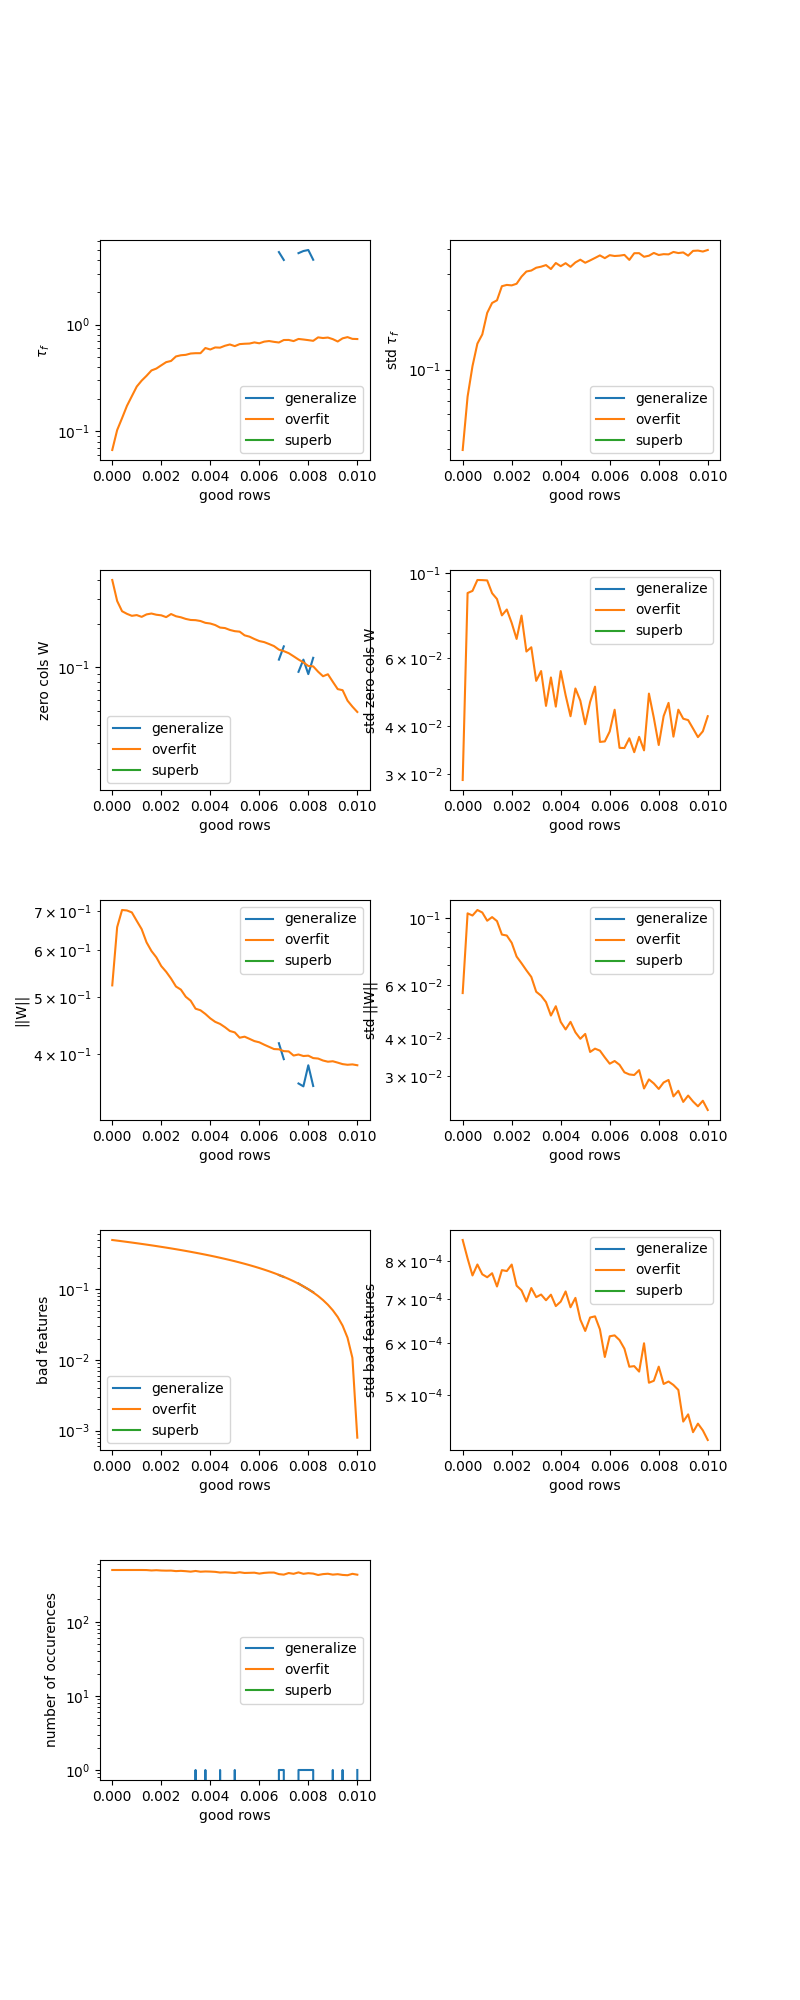 10⁰
10⁻¹
τ_f
generalize
overfit
superb
0.000 0.002 0.004 0.006 0.008 0.010
good rows
10⁻¹
std τ_f
generalize
overfit
superb
0.000 0.002 0.004 0.006 0.008 0.010
good rows
10⁻¹
zero cols W
generalize
overfit
superb
0.000 0.002 0.004 0.006 0.008 0.010
good rows
10⁻¹
6 × 10⁻²
4 × 10⁻²
3 × 10⁻²
std zero cols W
generalize
overfit
superb
0.000 0.002 0.004 0.006 0.008 0.010
good rows
7 × 10⁻¹
6 × 10⁻¹
5 × 10⁻¹
4 × 10⁻¹
||W||
generalize
overfit
superb
0.000 0.002 0.004 0.006 0.008 0.010
good rows
10⁻¹
6 × 10⁻²
4 × 10⁻²
3 × 10⁻²
std ||W||
generalize
overfit
superb
0.000 0.002 0.004 0.006 0.008 0.010
good rows
10⁻¹
10⁻²
10⁻³
bad features
generalize
overfit
superb
0.000 0.002 0.004 0.006 0.008 0.010
good rows
8 × 10⁻⁴
7 × 10⁻⁴
6 × 10⁻⁴
5 × 10⁻⁴
std bad features
generalize
overfit
superb
0.000 0.002 0.004 0.006 0.008 0.010
good rows
10²
10¹
10⁰
number of occurences
generalize
overfit
superb
0.000 0.002 0.004 0.006 0.008 0.010
good rows